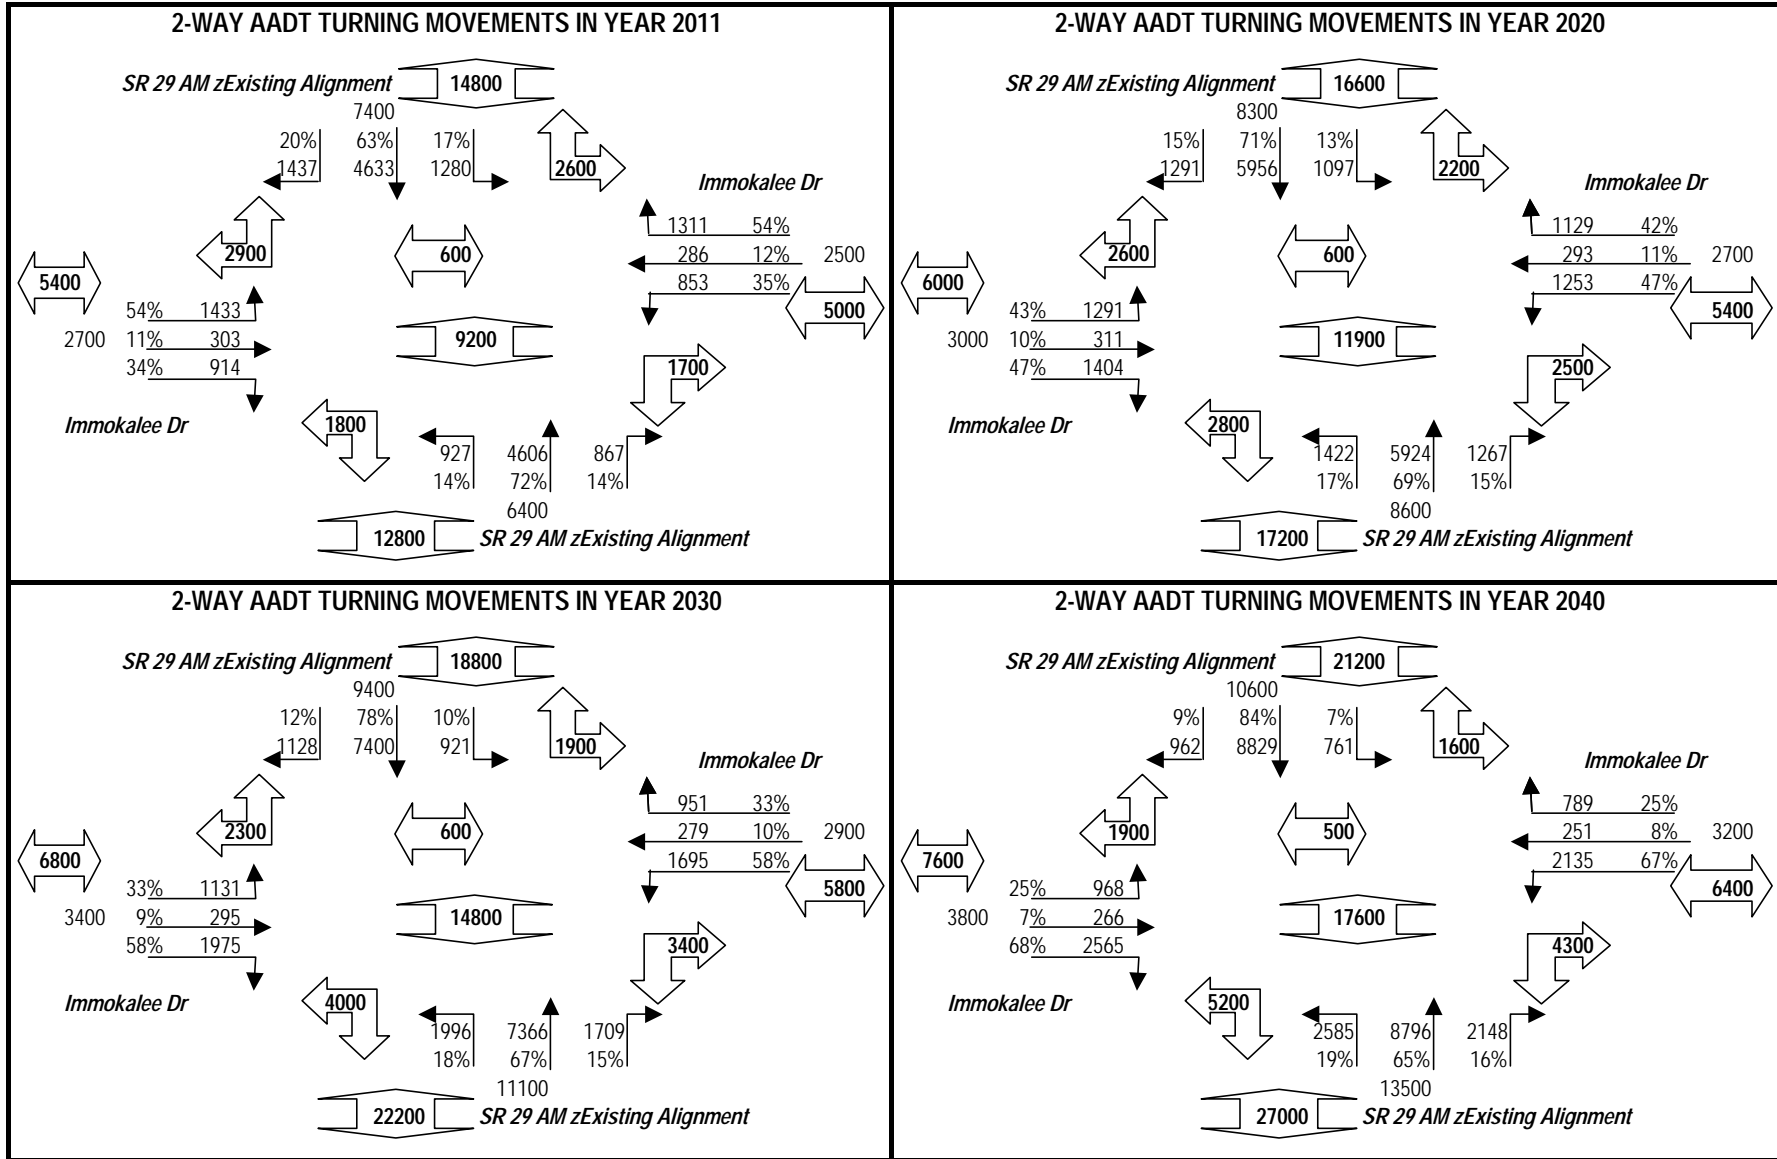 2-WAY AADT TURNING MOVEMENTS IN YEAR 2011
SR 29 AM zExisting Alignment 14800
7400
20% 63% 17%
1437 4633 1280
2600
Immokalee Dr
1311 54%
2900 600 286 12% 2500
5400 853 35%
5000
54% 1433
2700 11% 303 9200
34% 914 1700
Immokalee Dr 1800
927 4606 867
14% 72% 14%
6400
12800 SR 29 AM zExisting Alignment
2-WAY AADT TURNING MOVEMENTS IN YEAR 2020
SR 29 AM zExisting Alignment 16600
8300
15% 71% 13%
1291 5956 1097
2200
Immokalee Dr
1129 42%
2600 600 293 11% 2700
6000 1253 47%
5400
43% 1291
3000 10% 311 11900
47% 1404 2500
Immokalee Dr 2800
1422 5924 1267
17% 69% 15%
8600
17200 SR 29 AM zExisting Alignment
2-WAY AADT TURNING MOVEMENTS IN YEAR 2030
SR 29 AM zExisting Alignment 18800
9400
12% 78% 10%
1128 7400 921
1900
Immokalee Dr
951 33%
2300 600 279 10% 2900
6800 1695 58%
5800
33% 1131
3400 9% 295 14800
58% 1975 3400
Immokalee Dr 4000
1996 7366 1709
18% 67% 15%
11100
22200 SR 29 AM zExisting Alignment
2-WAY AADT TURNING MOVEMENTS IN YEAR 2040
SR 29 AM zExisting Alignment 21200
10600
9% 84% 7%
962 8829 761
1600
Immokalee Dr
789 25%
1900 500 251 8% 3200
7600 2135 67%
6400
25% 968
3800 7% 266 17600
68% 2565 4300
Immokalee Dr 5200
2585 8796 2148
19% 65% 16%
13500
27000 SR 29 AM zExisting Alignment